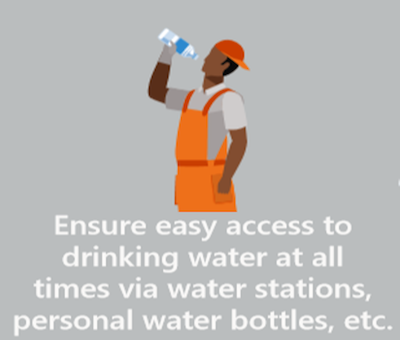 Ensure easy access to
drinking water at all
times via water stations,
personal water bottles, etc.